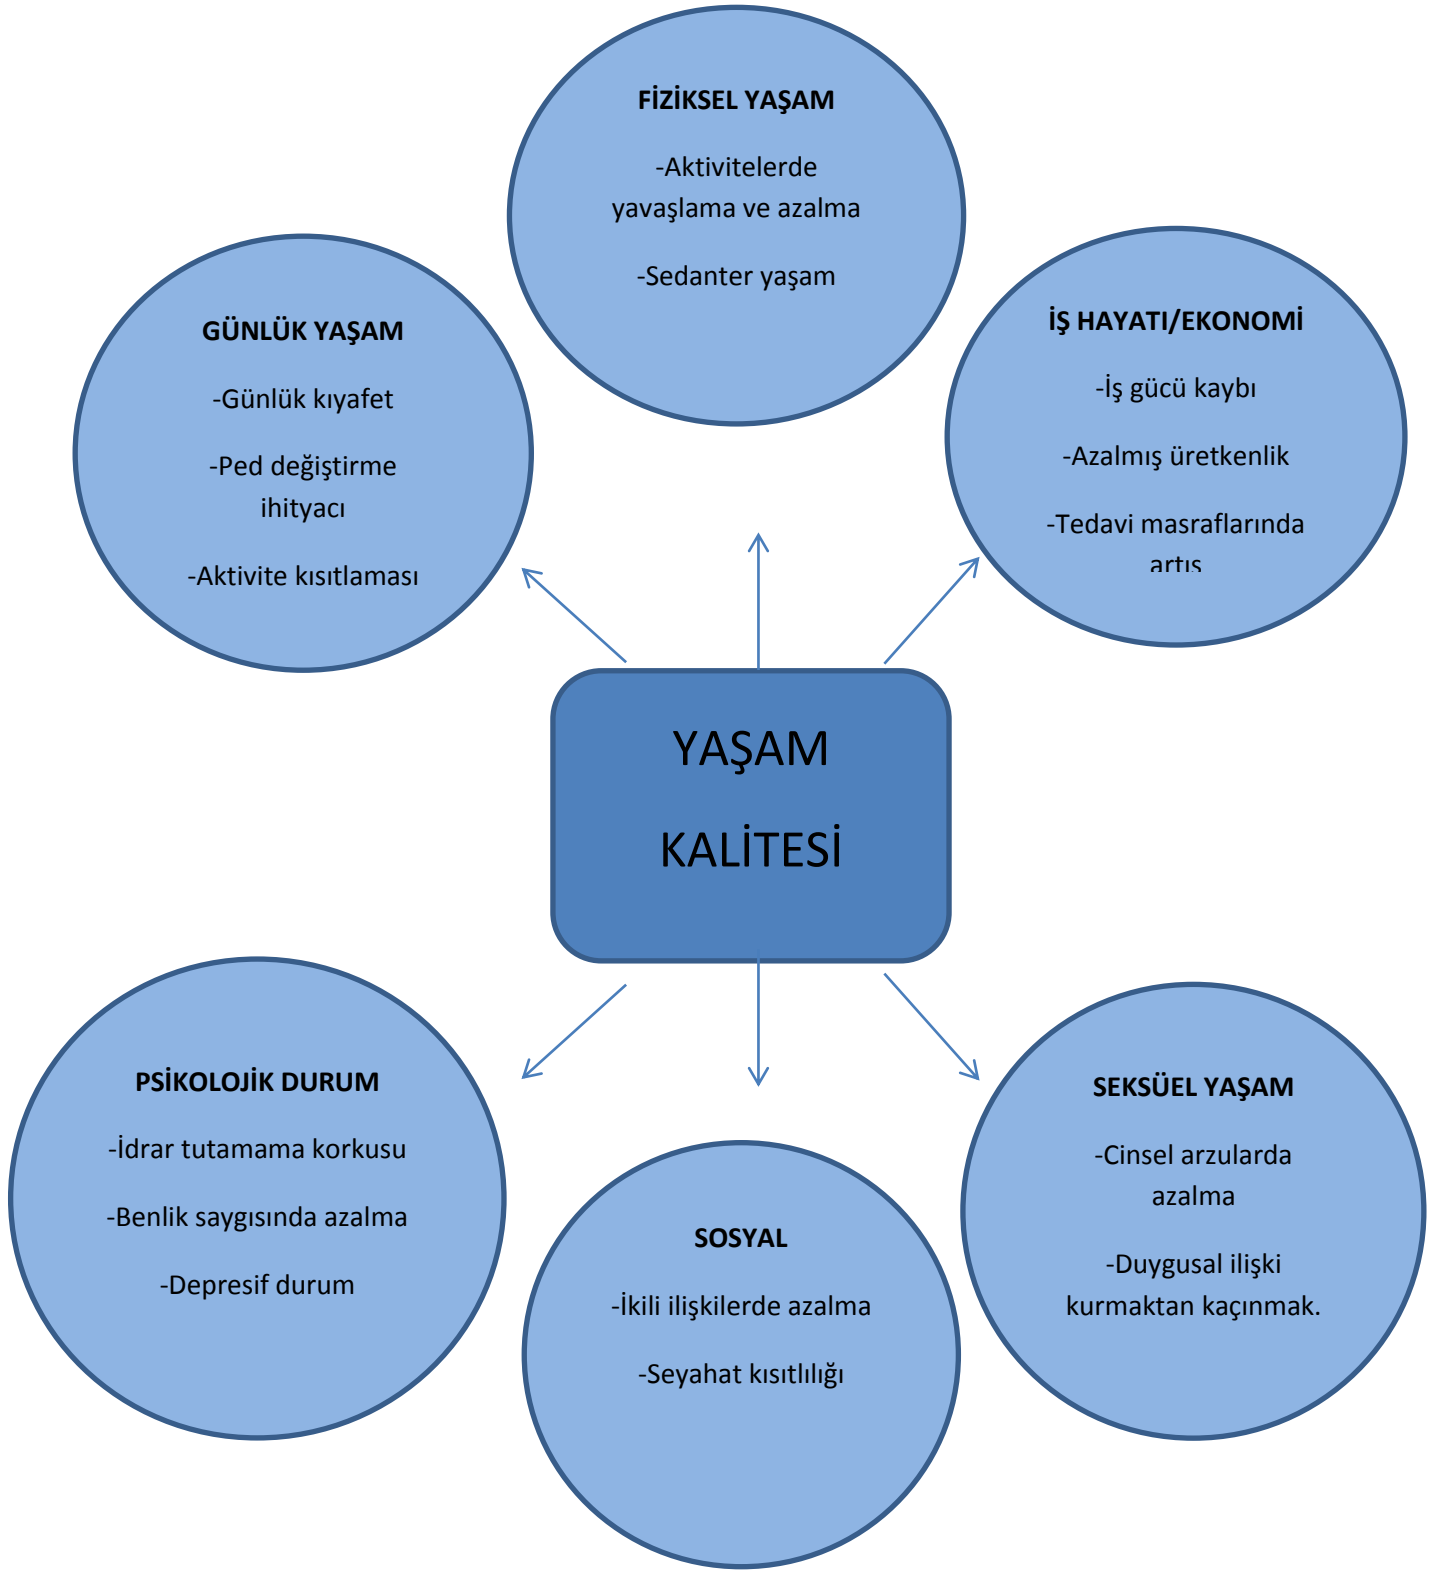 FİZİKSEL YAŞAM
-Aktivitelerde
yavaşlama ve azalma
-Sedanter yaşam
GÜNLÜK YAŞAM
-Günlük kıyafet
-Ped değiştirme
ihityacı
-Aktivite kısıtlaması
İŞ HAYATI/EKONOMİ
-İş gücü kaybı
-Azalmış üretkenlik
-Tedavi masraflarında
artış
YAŞAM
KALİTESİ
PSİKOLOJİK DURUM
-İdrar tutamama korkusu
-Benlik saygısında azalma
-Depresif durum
SOSYAL
-İkili ilişkilerde azalma
-Seyahat kısıtlılığı
SEKSÜEL YAŞAM
-Cinsel arzularda
azalma
-Duygusal ilişki
kurmaktan kaçınmak.